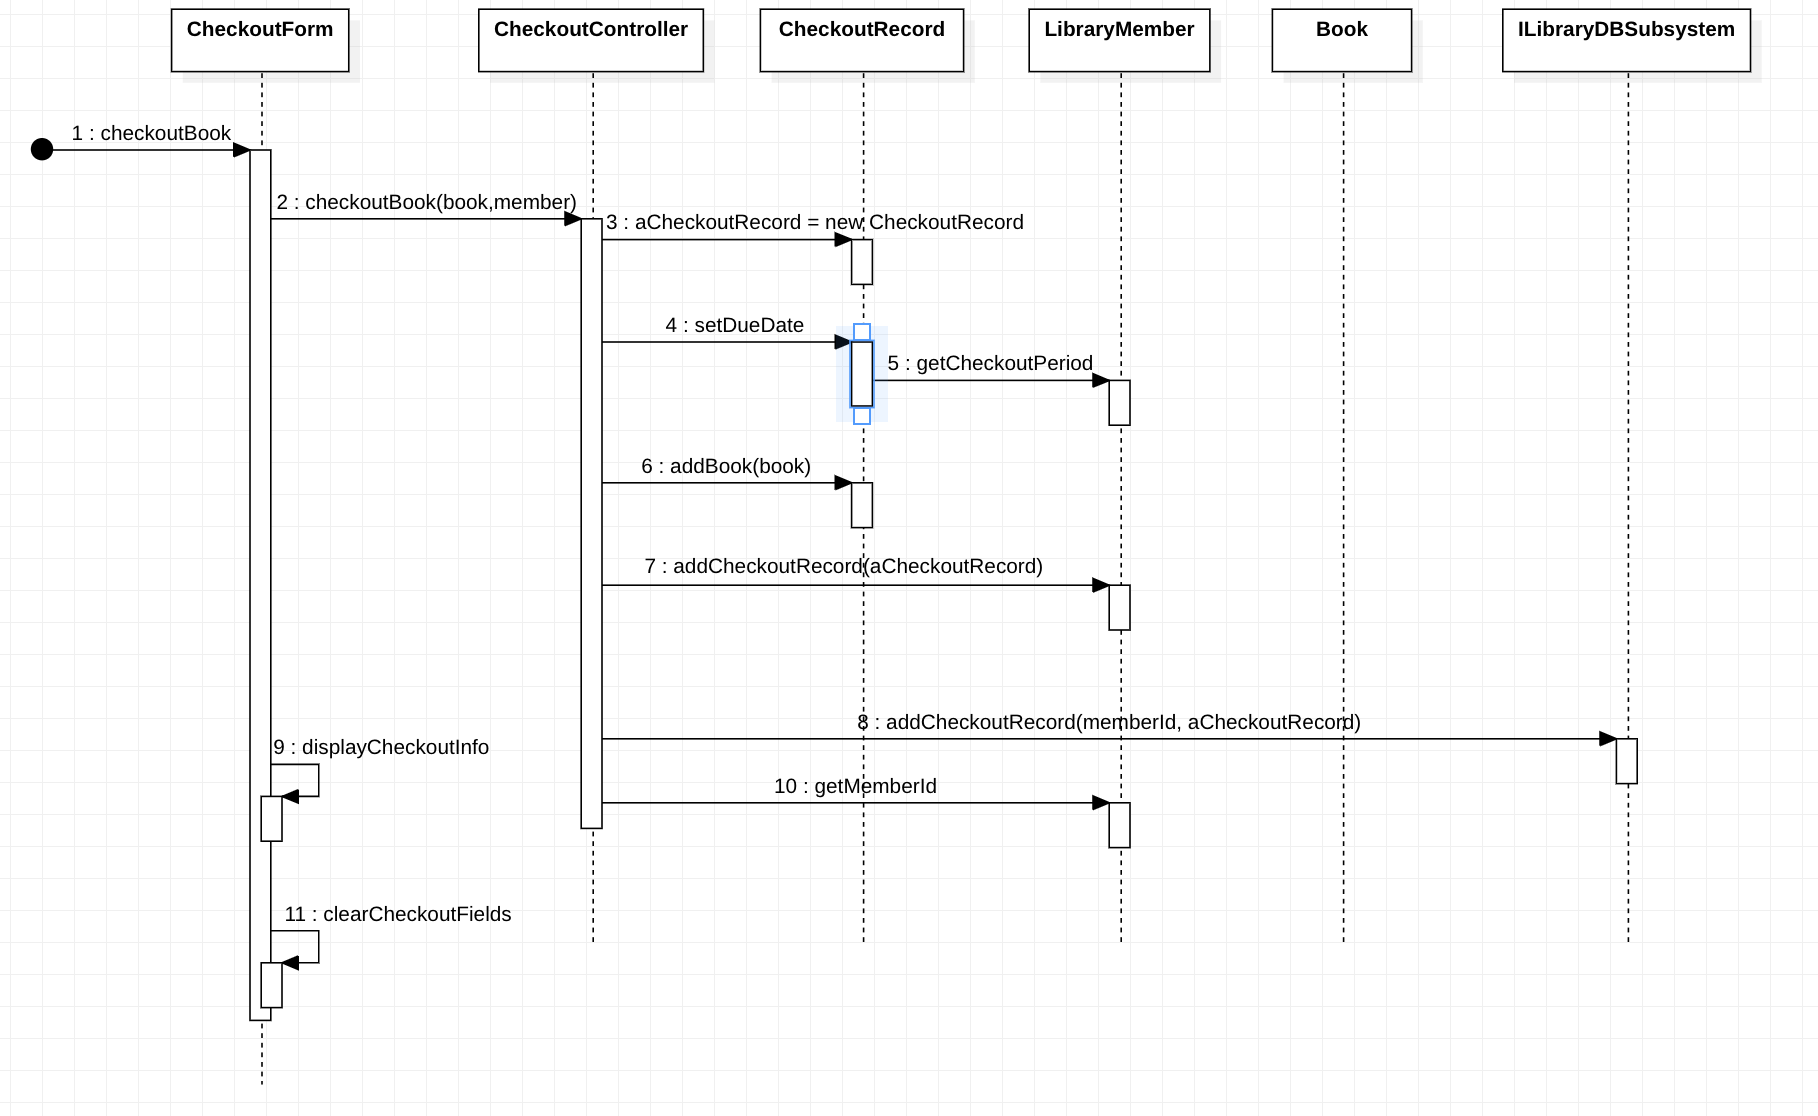 CheckoutForm
CheckoutController
CheckoutRecord
LibraryMember
Book
ILibraryDBSubsystem
1 : checkoutBook
2 : checkoutBook(book,member)
3 : aCheckoutRecord = new CheckoutRecord
4 : setDueDate
5 : getCheckoutPeriod
6 : addBook(book)
7 : addCheckoutRecord(aCheckoutRecord)
8 : addCheckoutRecord(memberId, aCheckoutRecord)
9 : displayCheckoutInfo
10 : getMemberId
11 : clearCheckoutFields